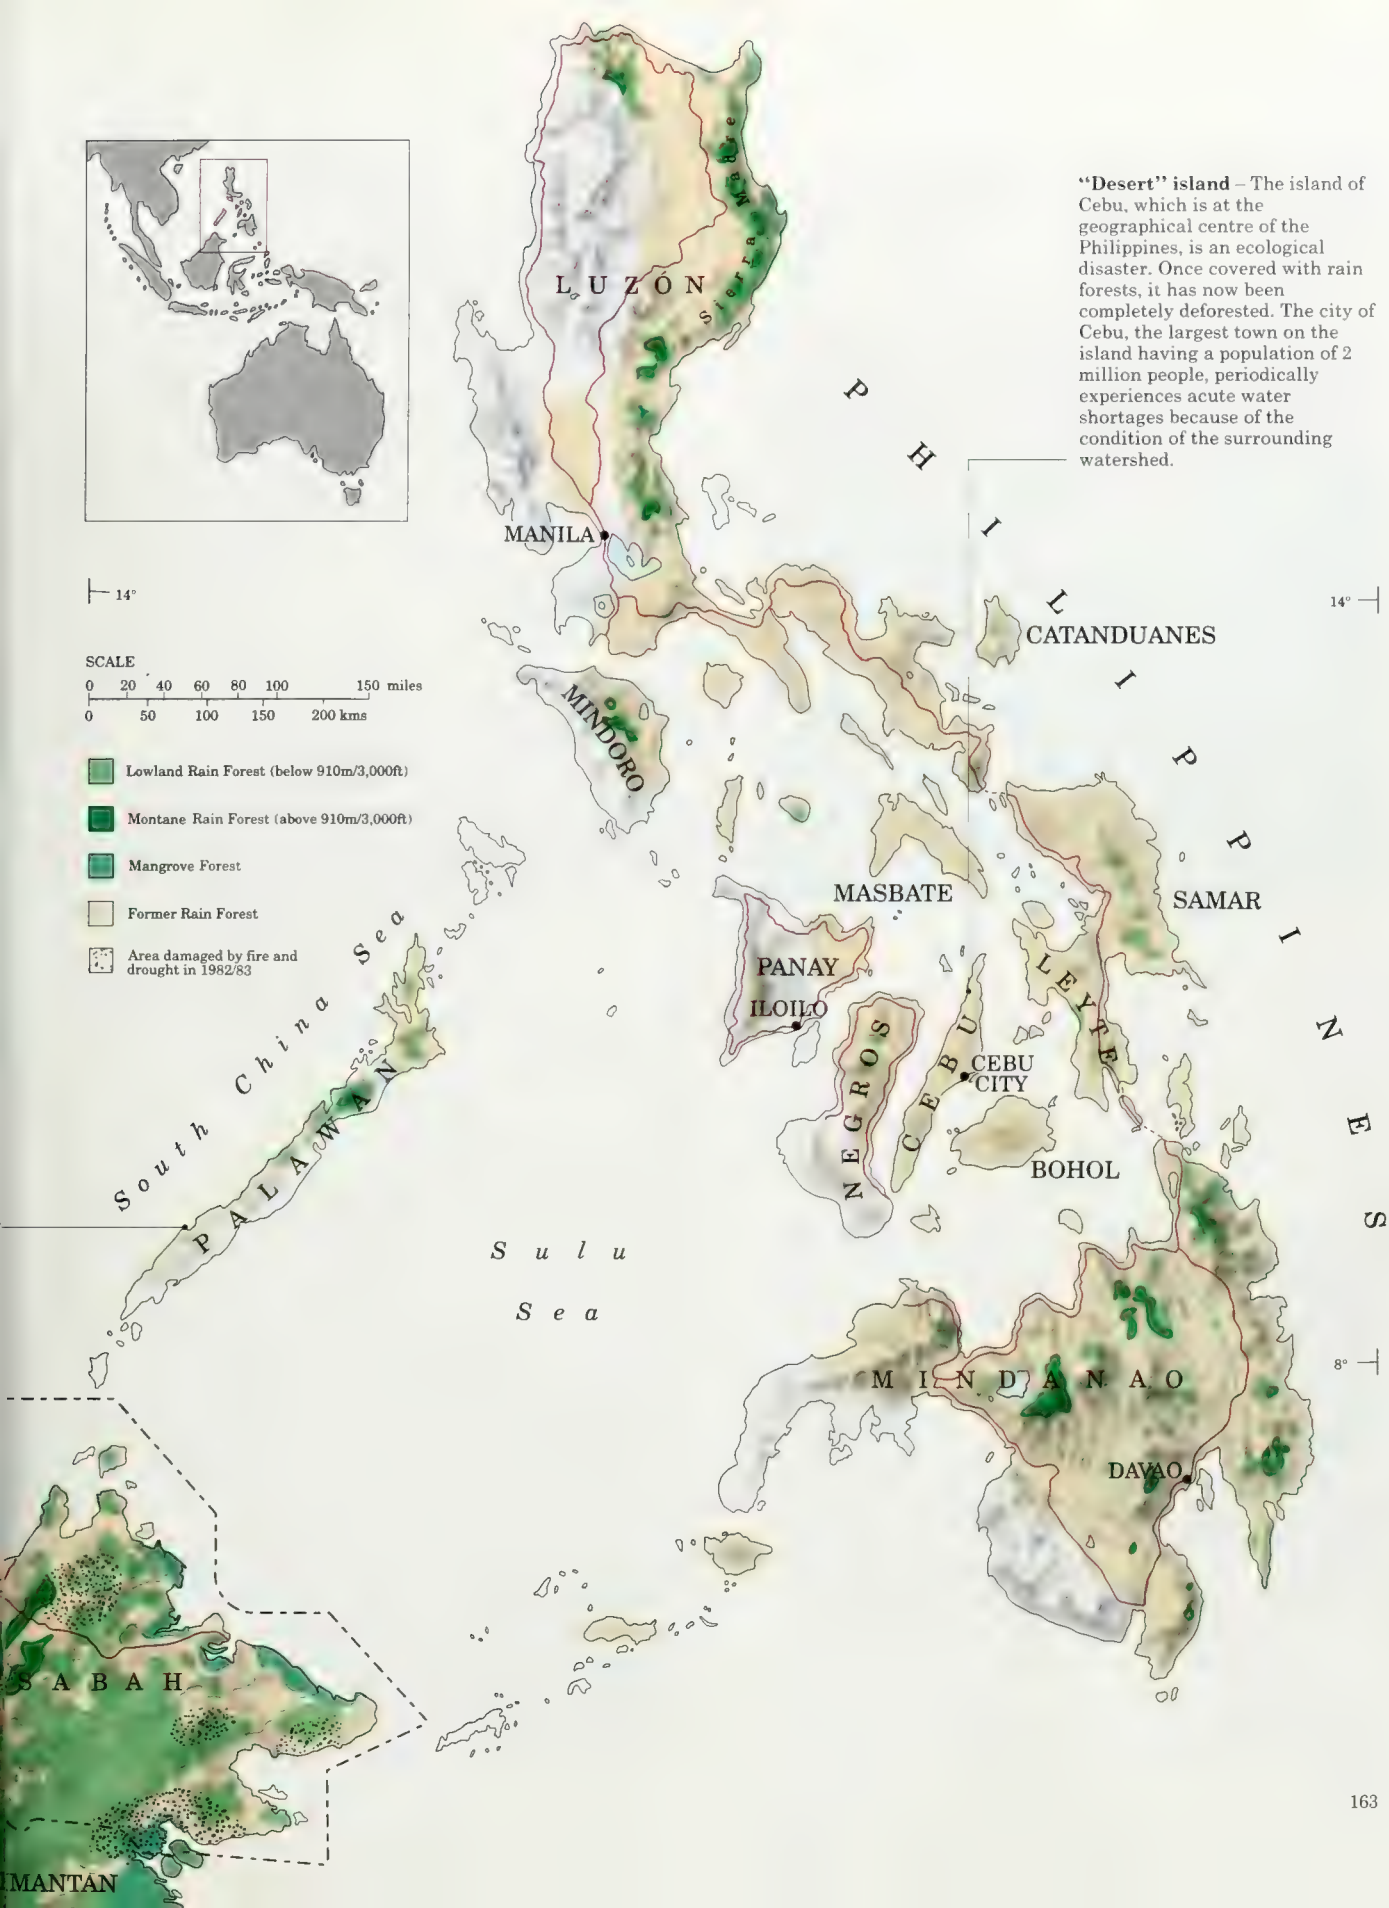 "Desert" island – The island of
Cebu, which is at the
geographical centre of the
Philippines, is an ecological
disaster. Once covered with rain
forests, it has now been
completely deforested. The city of
Cebu, the largest town on the
island having a population of 2
million people, periodically
experiences acute water
shortages because of the
condition of the surrounding
watershed.
LUZÓN
Sierra Madre
PHILIPPINES
MANILA
14°
14°
CATANDUANES
SCALE
0 20 40 60 80 100 150 miles
0 50 100 150 200 kms
MINDORO
Lowland Rain Forest (below 910m/3,000ft)
Montane Rain Forest (above 910m/3,000ft)
Mangrove Forest
Former Rain Forest
Area damaged by fire and
drought in 1982/83
MASBATE
SAMAR
South China Sea
PANAY
ILOILO
LEYTE
NEGROS
CEBU
CEBU
CITY
BOHOL
PALAWAN
Sulu
Sea
8°
MINDANAO
DAVAO
SABAH
163
MANTAN